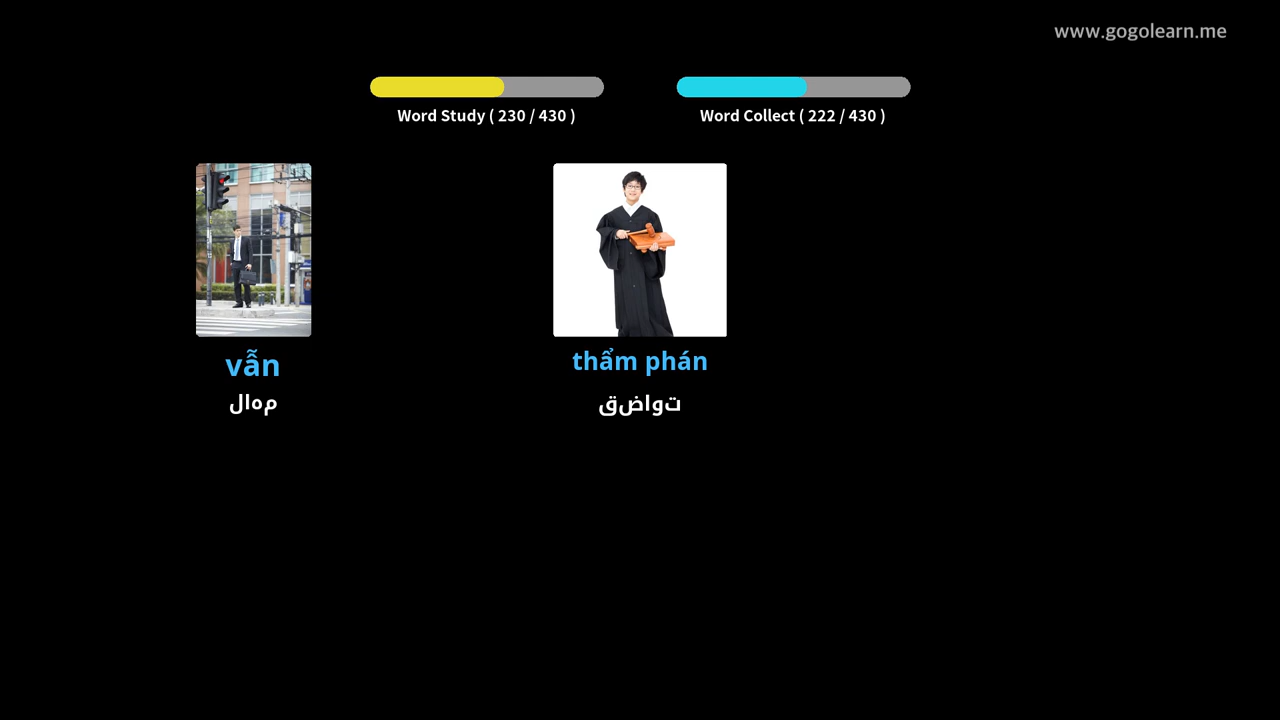 www.gogolearn.me
Word Study ( 230 / 430 )
Word Collect ( 222 / 430 )
vẫn
thẩm phán
مهال
تواضق